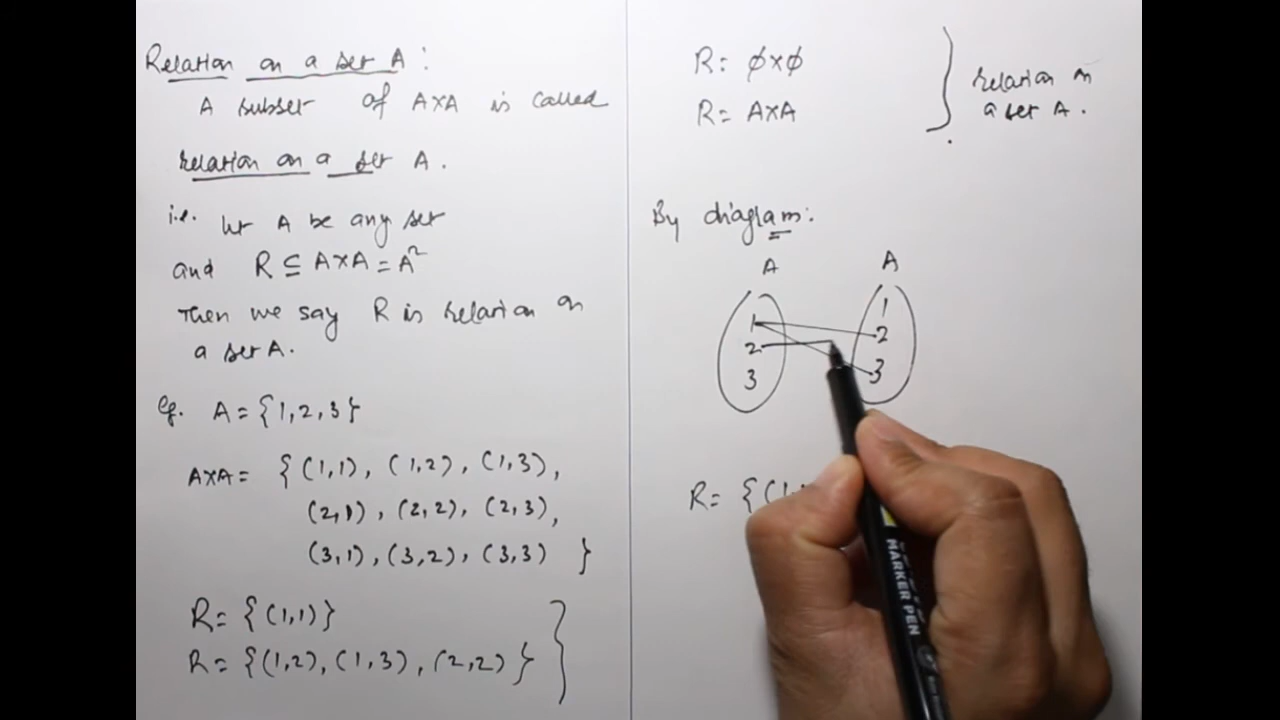 Relation on a set A :
A subset of A×A is called
relation on a set A.
i.e. let A be any set
and R ⊆ A×A = A²
Then we say R is relation on
a set A.
eg. A = {1,2,3}
A×A = {(1,1), (1,2), (1,3),
(2,1), (2,2), (2,3),
(3,1), (3,2), (3,3) }
R = {(1,1)}
R = {(1,2), (1,3), (2,2)}
R = ϕ×ϕ
R = A×A
relation on
a set A.
By diagram:
A A
1 1
2 2
3 3
R = {(1,
MARKER PEN